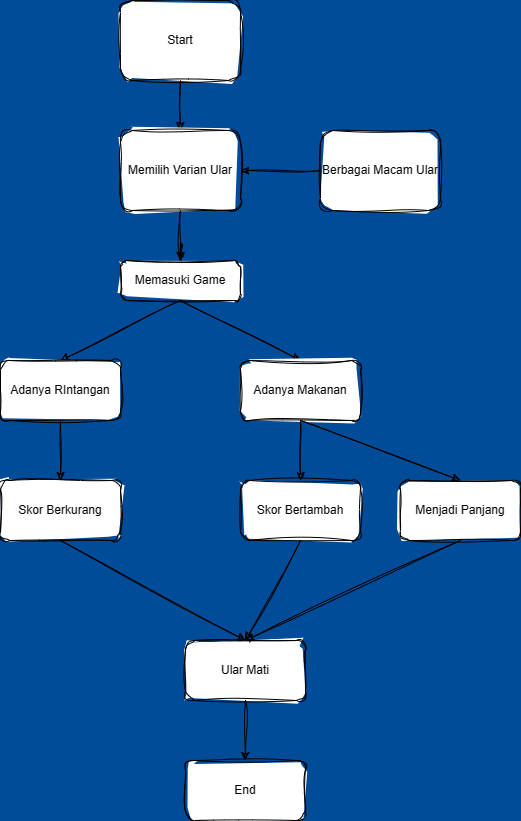 Start
Memilih Varian Ular
Berbagai Macam Ular
Memasuki Game
Adanya RIntangan
Adanya Makanan
Skor Berkurang
Skor Bertambah
Menjadi Panjang
Ular Mati
End